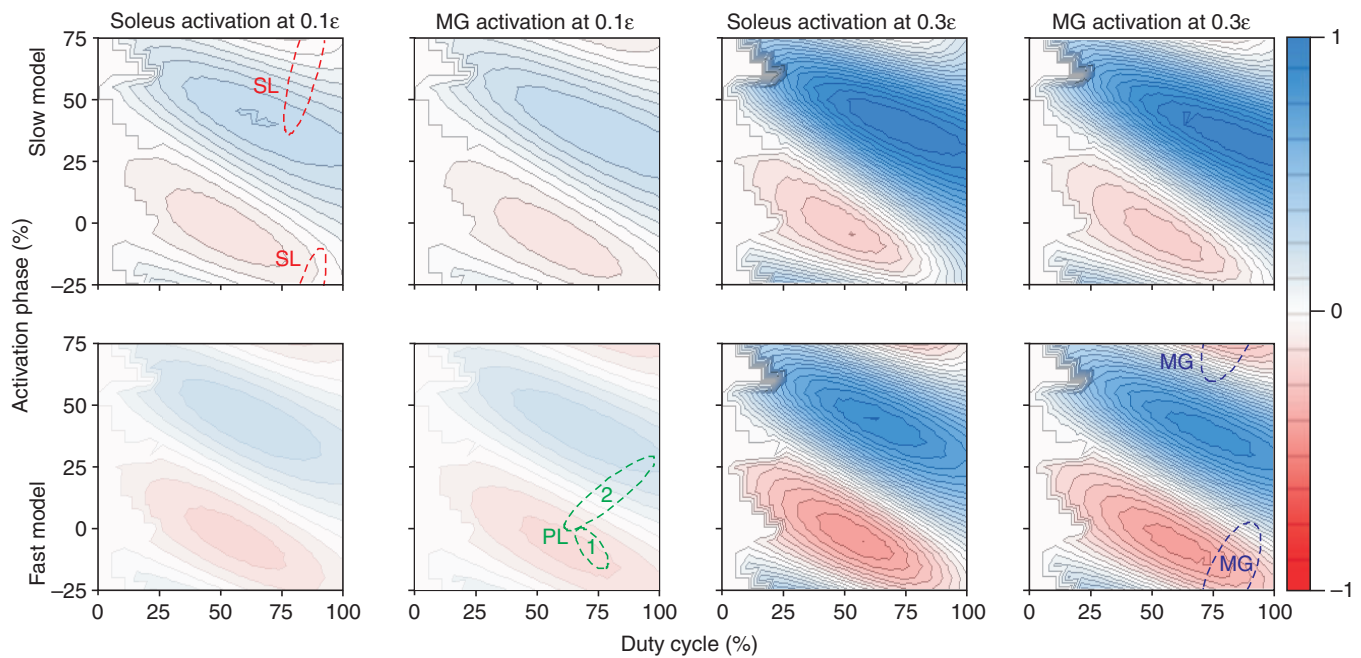 Soleus activation at 0.1ε
MG activation at 0.1ε
Soleus activation at 0.3ε
MG activation at 0.3ε
Slow model
75
50
25
0
–25
SL
SL
1
0
–1
Activation phase (%)
Fast model
75
50
25
0
–25
PL
1
2
MG
MG
0 25 50 75 100
0 25 50 75 100
0 25 50 75 100
0 25 50 75 100
Duty cycle (%)